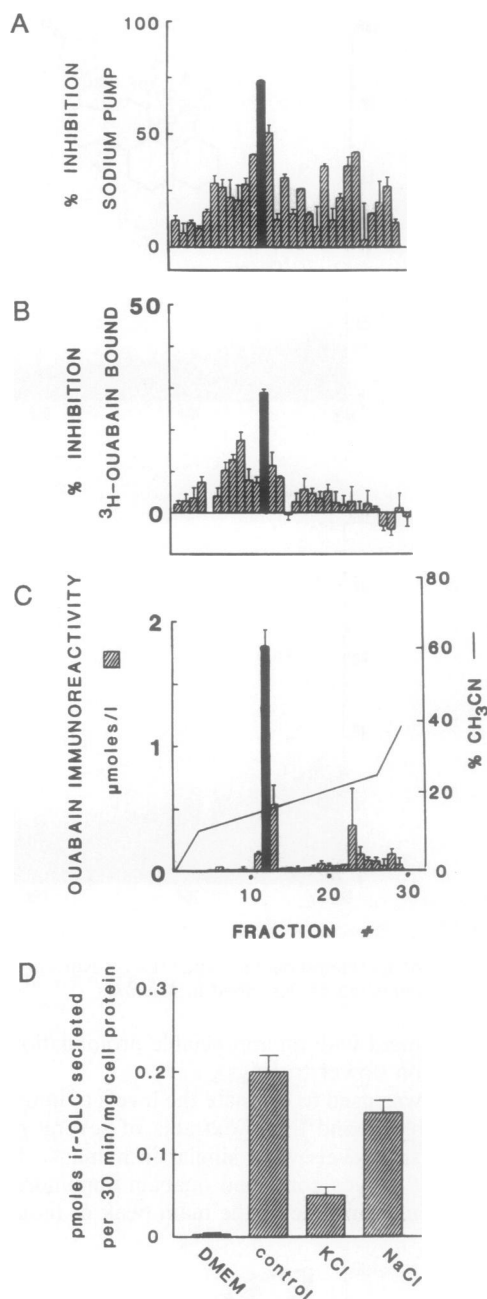 A
% INHIBITION
SODIUM PUMP
100
50
0
B
% INHIBITION
³H-OUABAIN BOUND
50
0
C
OUABAIN IMMUNOREACTIVITY
μmoles/l
2
1
0
80
60
40
20
0
% CH₃CN
10
20
30
FRACTION #
D
pmoles ir-OLC secreted
per 30 min/mg cell protein
0.3
0.2
0.1
0
DMEM
control
KCl
NaCl